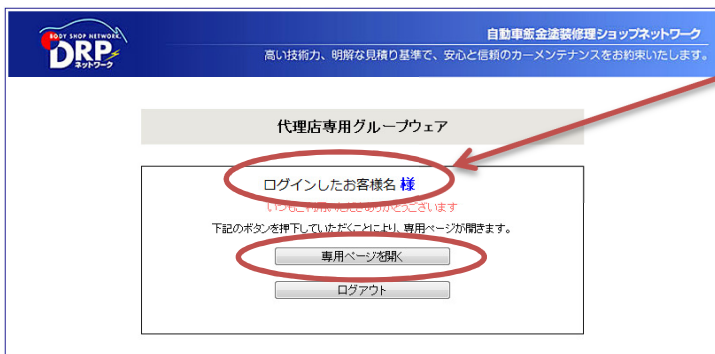 BODY SHOP NETWORK
DRP
ネットワーク
自動車鈑金塗装修理ショップネットワーク
高い技術力、明解な見積り基準で、安心と信頼のカーメンテナンスをお約束いたします。
代理店専用グループウェア
ログインしたお客様名 様
いつもご利用いただきありがとうございます
下記のボタンを押下していただくことにより、専用ページが開きます。
専用ページを開く
ログアウト